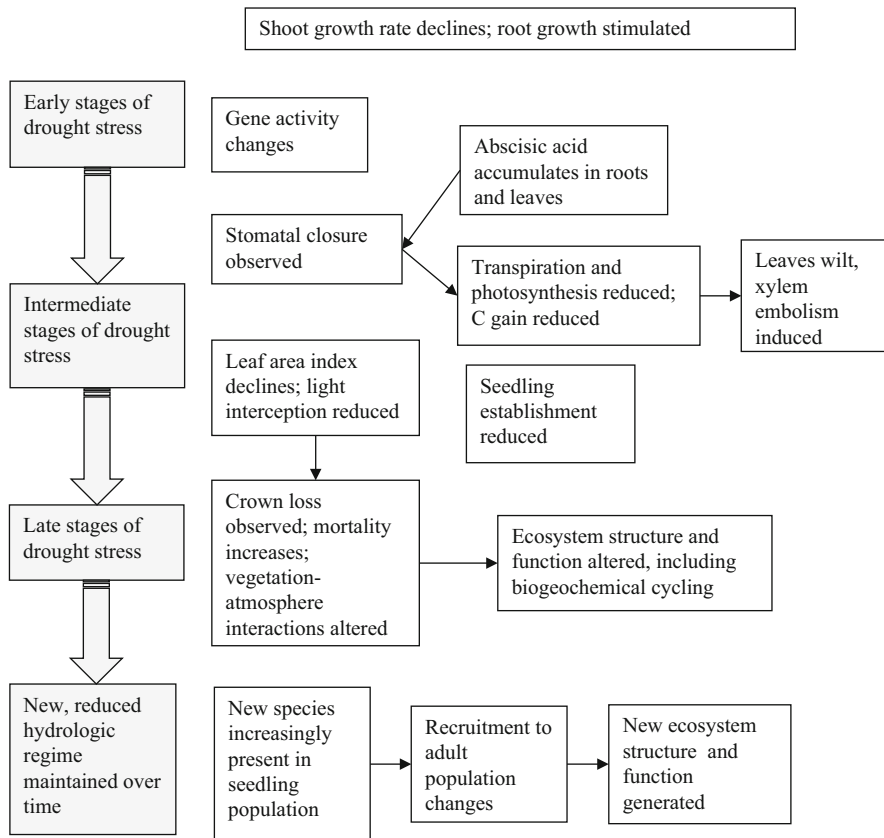 Shoot growth rate declines; root growth stimulated
Early stages of
drought stress
Gene activity
changes
Abscisic acid
accumulates in roots
and leaves
Stomatal closure
observed
Transpiration and
photosynthesis reduced;
C gain reduced
Leaves wilt,
xylem
embolism
induced
Intermediate
stages of drought
stress
Leaf area index
declines; light
interception reduced
Seedling
establishment
reduced
Late stages of
drought stress
Crown loss
observed; mortality
increases;
vegetation-
atmosphere
interactions altered
Ecosystem structure and
function altered, including
biogeochemical cycling
New, reduced
hydrologic
regime
maintained over
time
New species
increasingly
present in
seedling
population
Recruitment to
adult
population
changes
New ecosystem
structure and
function
generated